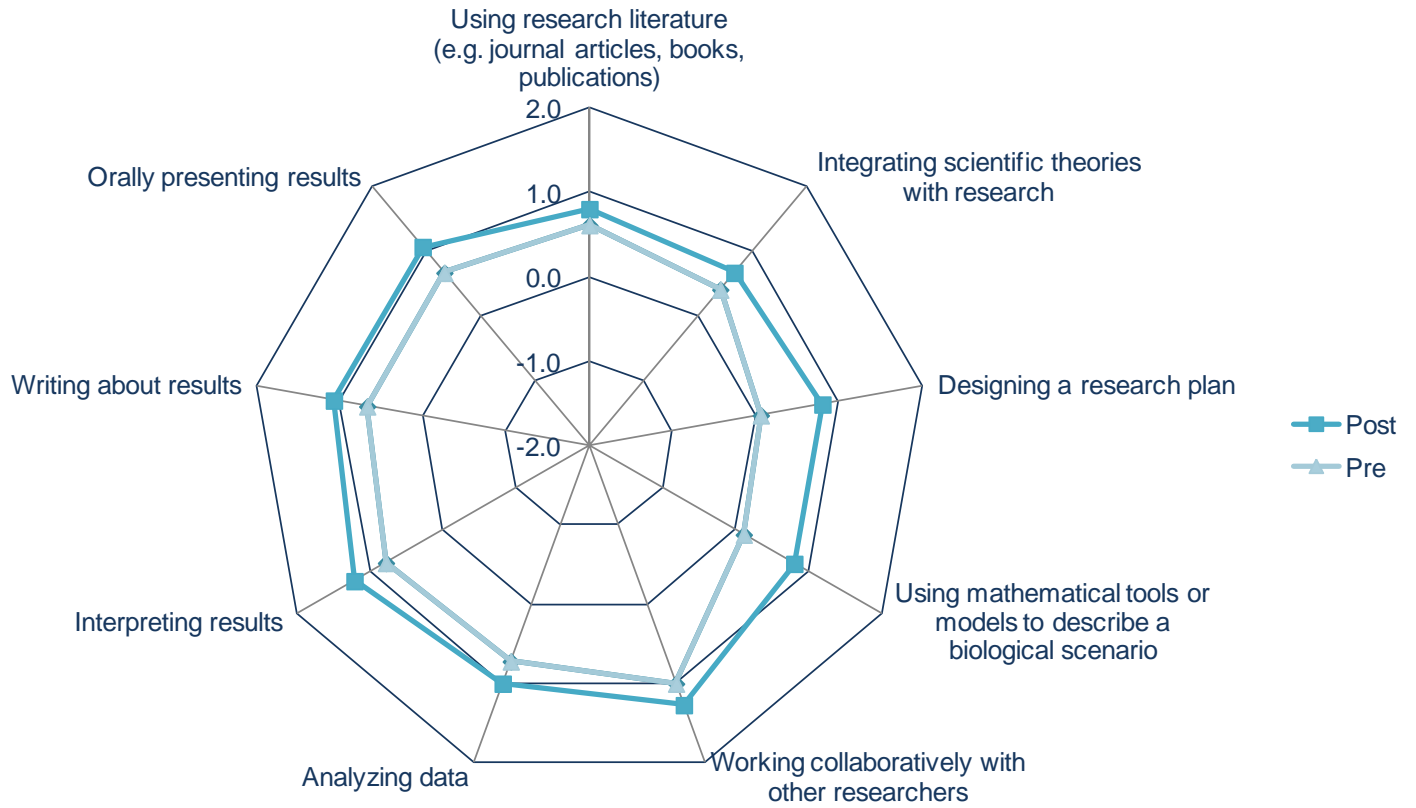 Using research literature
(e.g. journal articles, books,
publications)
2.0
1.0
0.0
-1.0
-2.0
Integrating scientific theories
with research
Designing a research plan
Using mathematical tools or
models to describe a
biological scenario
Working collaboratively with
other researchers
Analyzing data
Interpreting results
Writing about results
Orally presenting results
Post
Pre